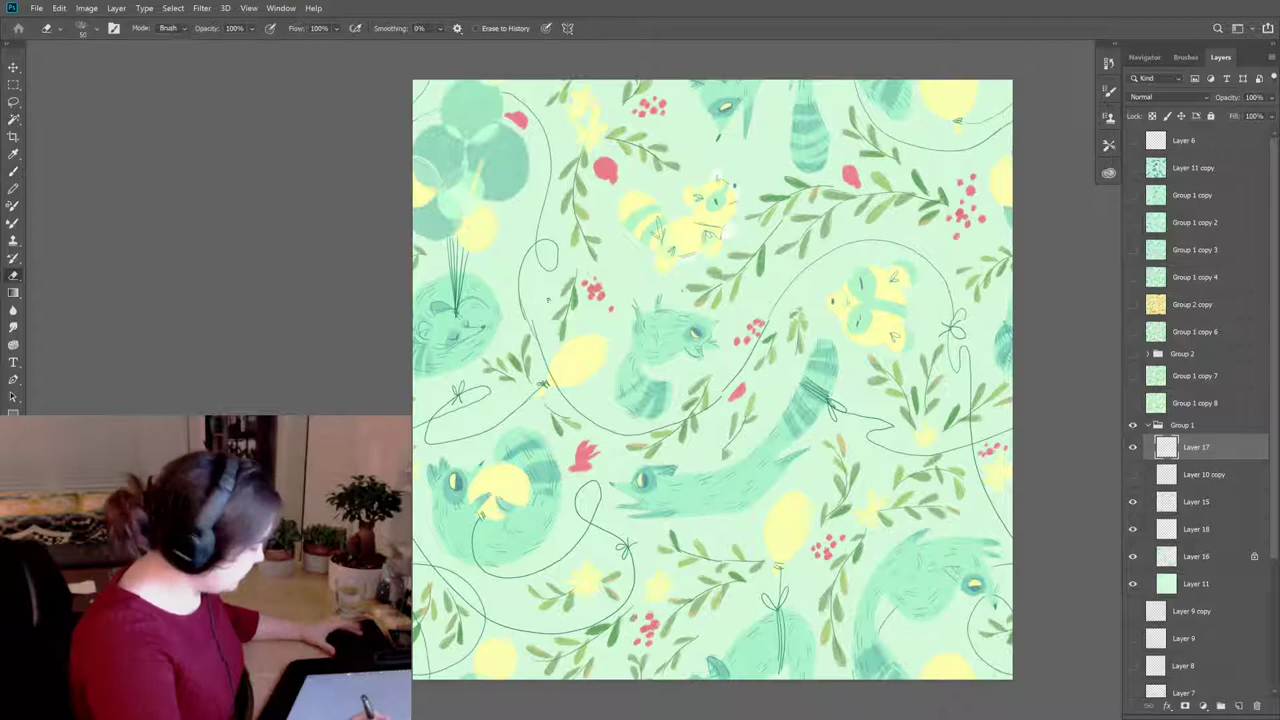 Ps File Edit Image Layer Type Select Filter 3D View Window Help
50 Mode: Brush Opacity: 100% Flow: 100% Smoothing: 0% Erase to History
Navigator Brushes Layers
Kind
Normal Opacity: 100%
Lock: Fill: 100%
Layer 6
Layer 11 copy
Group 1 copy
Group 1 copy 2
Group 1 copy 3
Group 1 copy 4
Group 2 copy
Group 1 copy 6
Group 2
Group 1 copy 7
Group 1 copy 8
Group 1
Layer 17
Layer 10 copy
Layer 15
Layer 18
Layer 16
Layer 11
Layer 9 copy
Layer 9
Layer 8
Layer 7
fx